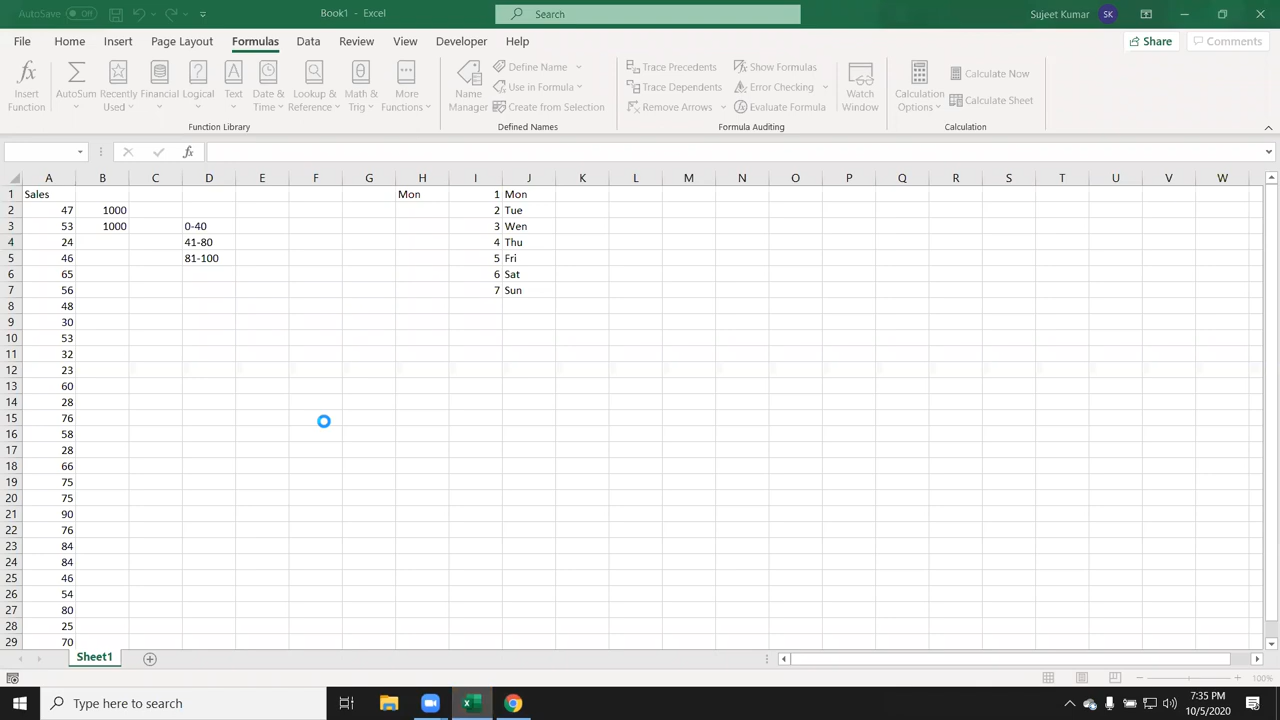 AutoSave Off Book1 - Excel Search Sujeet Kumar SK
File Home Insert Page Layout Formulas Data Review View Developer Help Share Comments
Insert Function AutoSum Recently Used Financial Logical Text Date & Time Lookup & Reference Math & Trig More Functions Name Manager Define Name Use in Formula Create from Selection Trace Precedents Trace Dependents Remove Arrows Show Formulas Error Checking Evaluate Formula Watch Window Calculation Options Calculate Now Calculate Sheet
Function Library Defined Names Formula Auditing Calculation
fx
A B C D E F G H I J K L M N O P Q R S T U V W
1 Sales Mon 1 Mon
2 47 1000 2 Tue
3 53 1000 0-40 3 Wen
4 24 41-80 4 Thu
5 46 81-100 5 Fri
6 65 6 Sat
7 56 7 Sun
8 48
9 30
10 53
11 32
12 23
13 60
14 28
15 76
16 58
17 28
18 66
19 75
20 75
21 90
22 76
23 84
24 84
25 46
26 54
27 80
28 25
29 70
Sheet1
100%
Type here to search 7:35 PM
10/5/2020